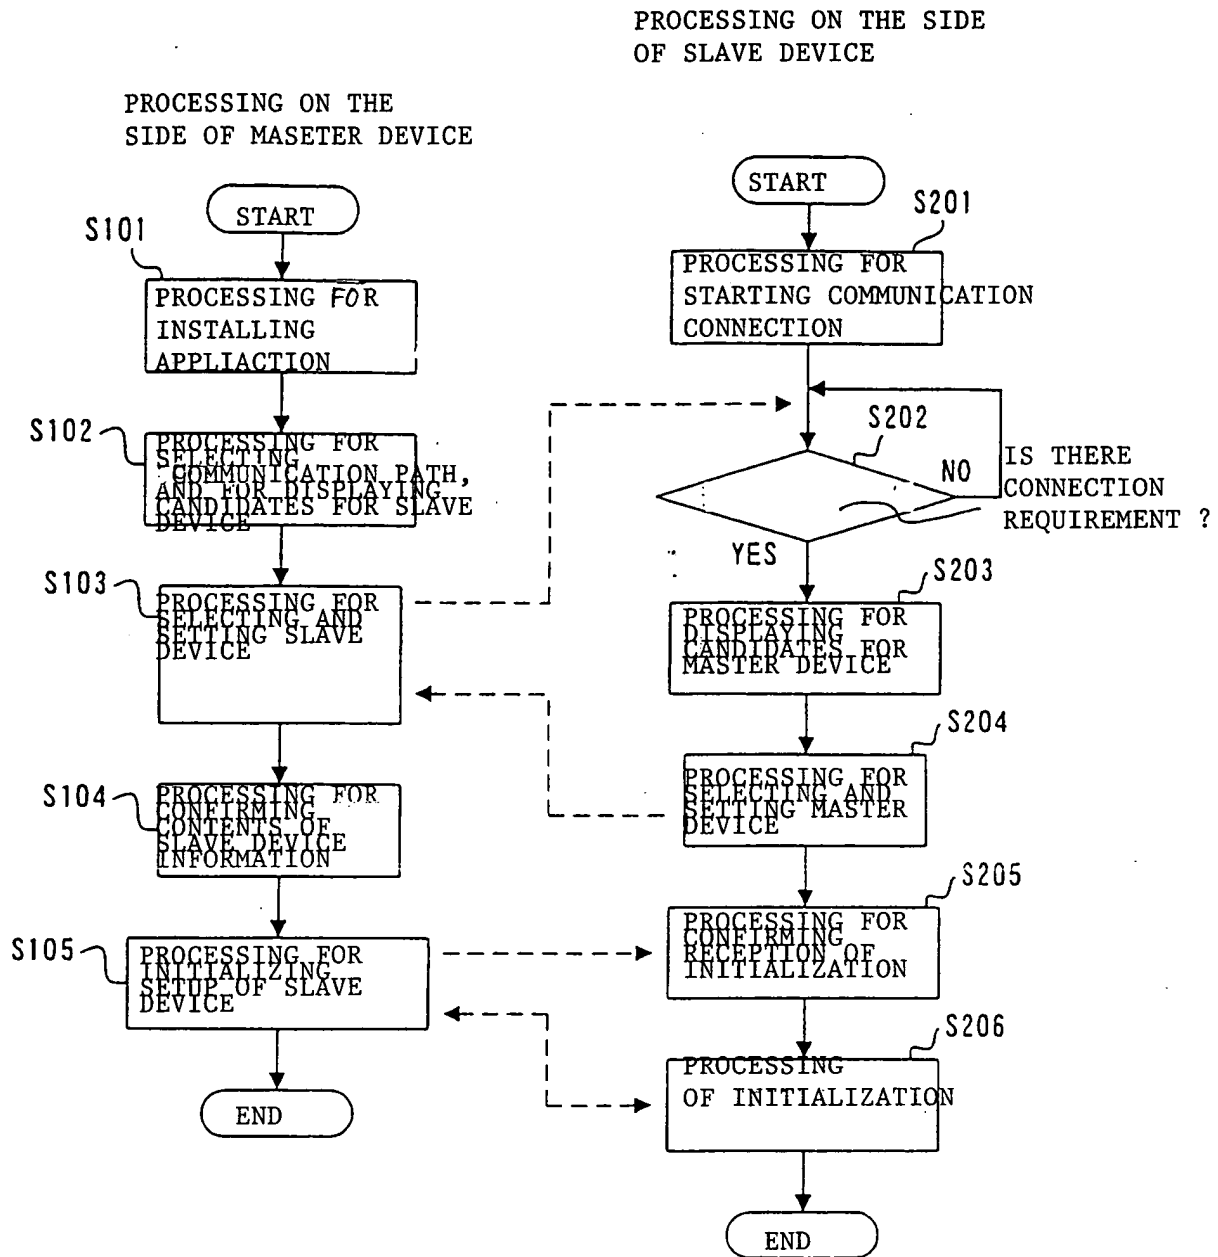 PROCESSING ON THE SIDE
OF SLAVE DEVICE
PROCESSING ON THE
SIDE OF MASETER DEVICE
START
S101
PROCESSING FOR
INSTALLING
APPLIACTION
S102
PROCESSING FOR
SELECTING
COMMUNICATION PATH,
AND FOR DISPLAYING
CANDIDATES FOR SLAVE
DEVICE
S103
PROCESSING FOR
SELECTING AND
SETTING SLAVE
DEVICE
S104
PROCESSING FOR
CONFIRMING
CONTENTS OF
SLAVE DEVICE
INFORMATION
S105
PROCESSING FOR
INITIALIZING
SETUP OF SLAVE
DEVICE
END
START
S201
PROCESSING FOR
STARTING COMMUNICATION
CONNECTION
S202
NO
IS THERE
CONNECTION
REQUIREMENT ?
YES
S203
PROCESSING FOR
DISPLAYING
CANDIDATES FOR
MASTER DEVICE
S204
PROCESSING FOR
SELECTING AND
SETTING MASTER
DEVICE
S205
PROCESSING FOR
CONFIRMING
RECEPTION OF
INITIALIZATION
S206
PROCESSING
OF INITIALIZATION
END